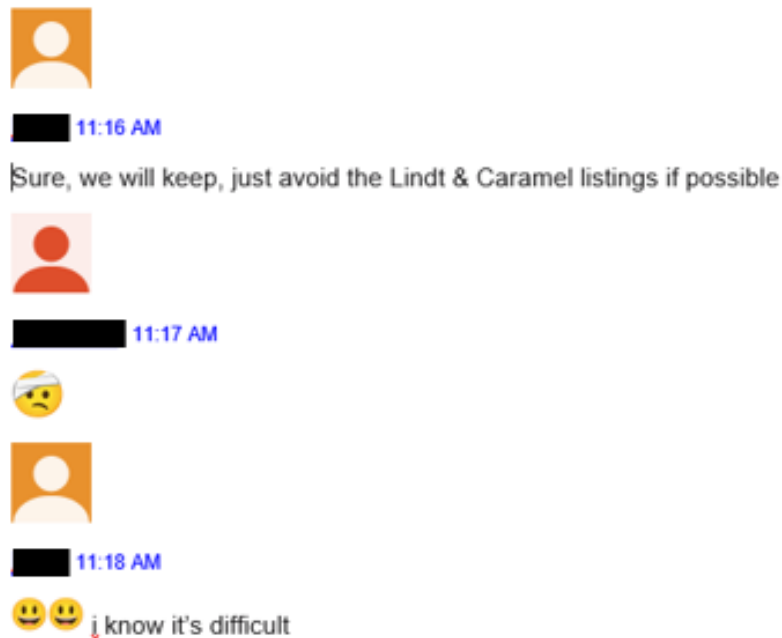 11:16 AM
Sure, we will keep, just avoid the Lindt & Caramel listings if possible
11:17 AM
🤕
11:18 AM
😃😃 i know it's difficult